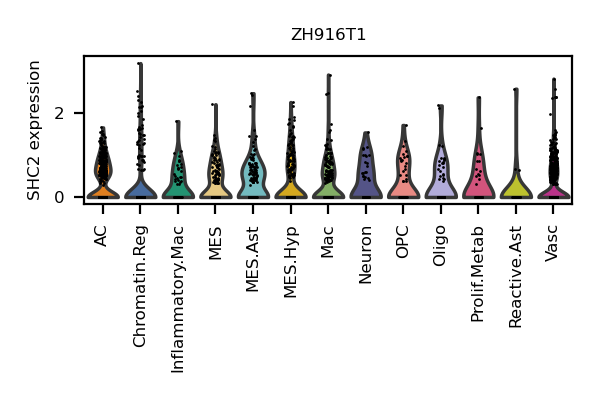 ZH916T1
SHC2 expression
2
0
AC
Chromatin.Reg
Inflammatory.Mac
MES
MES.Ast
MES.Hyp
Mac
Neuron
OPC
Oligo
Prolif.Metab
Reactive.Ast
Vasc